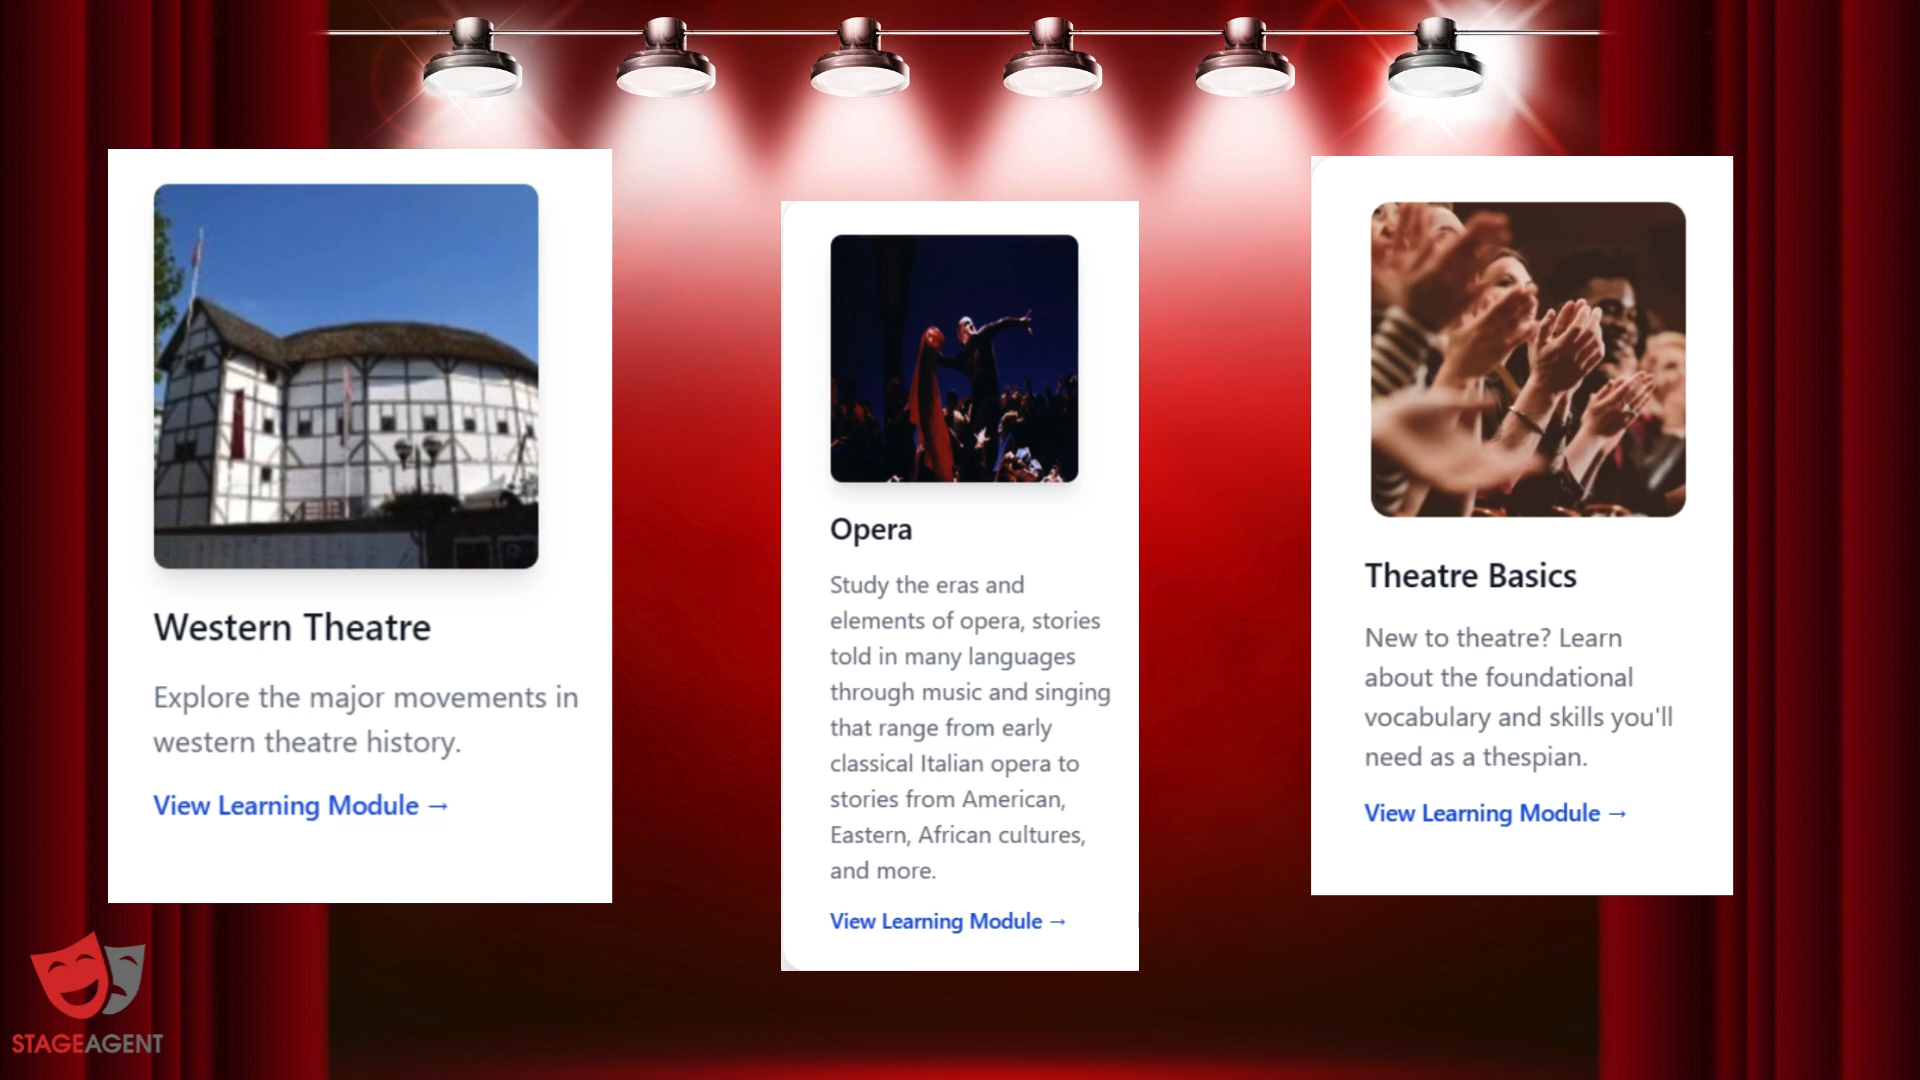 Western Theatre
Explore the major movements in
western theatre history.
View Learning Module →
Opera
Study the eras and
elements of opera, stories
told in many languages
through music and singing
that range from early
classical Italian opera to
stories from American,
Eastern, African cultures,
and more.
View Learning Module →
Theatre Basics
New to theatre? Learn
about the foundational
vocabulary and skills you'll
need as a thespian.
View Learning Module →
STAGEAGENT